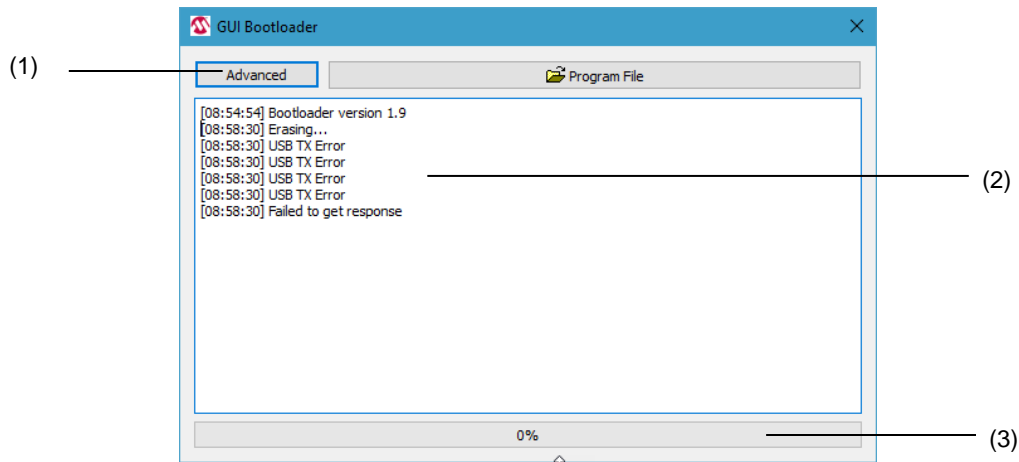 GUI Bootloader
(1)
Advanced
Program File
[08:54:54] Bootloader version 1.9
[08:58:30] Erasing...
[08:58:30] USB TX Error
[08:58:30] USB TX Error
[08:58:30] USB TX Error
[08:58:30] USB TX Error
[08:58:30] Failed to get response
(2)
0%
(3)